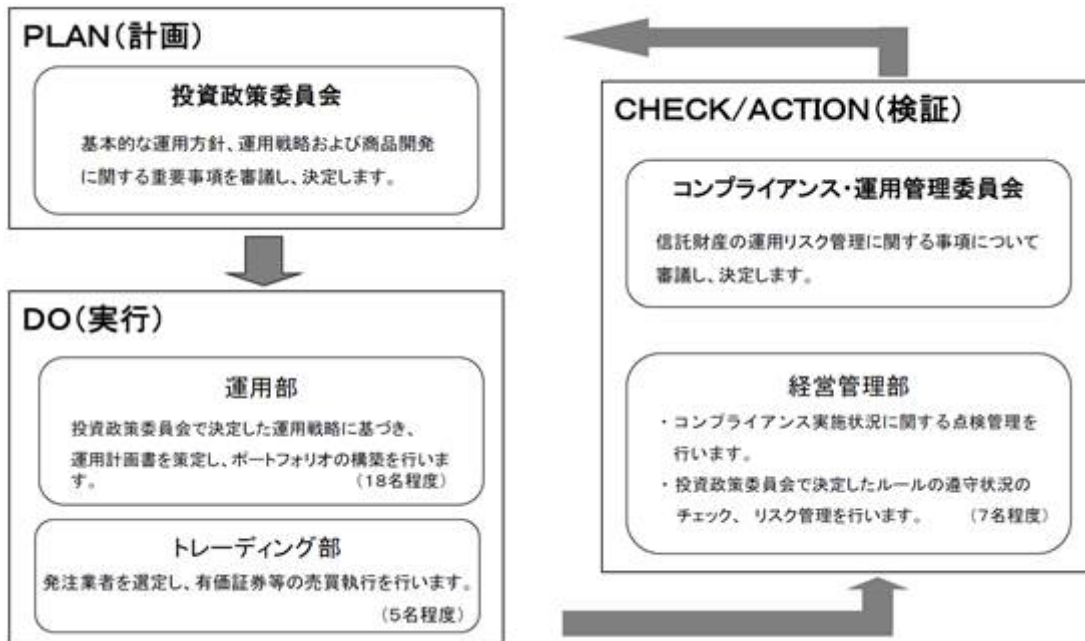 PLAN(計画)
投資政策委員会
基本的な運用方針、運用戦略および商品開発
に関する重要事項を審議し、決定します。
DO(実行)
運用部
投資政策委員会で決定した運用戦略に基づき、
運用計画書を策定し、ポートフォリオの構築を行いま
す。 (18名程度)
トレーディング部
発注業者を選定し、有価証券等の売買執行を行います。
(5名程度)
CHECK/ACTION(検証)
コンプライアンス・運用管理委員会
信託財産の運用リスク管理に関する事項について
審議し、決定します。
経営管理部
・コンプライアンス実施状況に関する点検管理を
行います。
・投資政策委員会で決定したルールの遵守状況の
チェック、リスク管理を行います。 (7名程度)